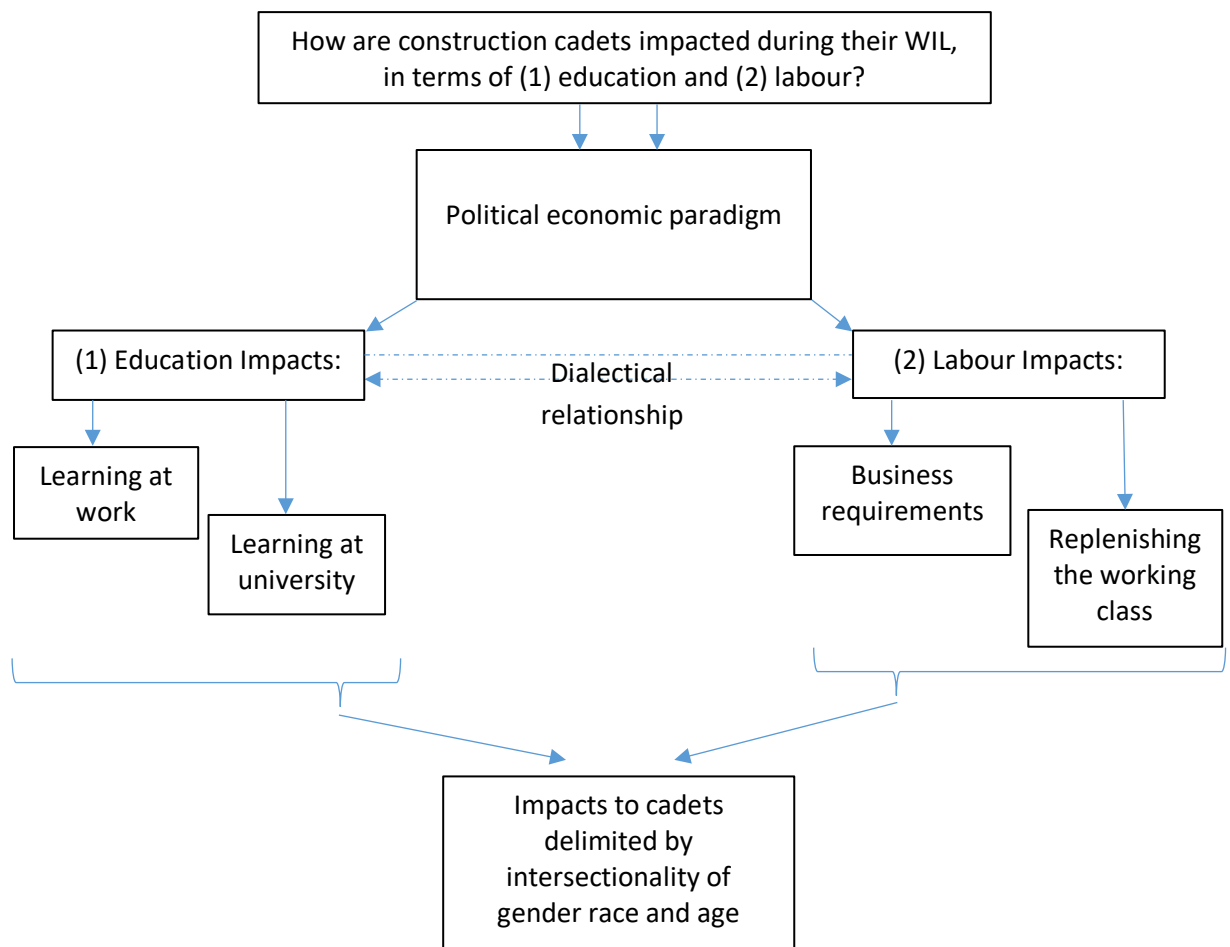 How are construction cadets impacted during their WIL,
in terms of (1) education and (2) labour?
Political economic paradigm
(1) Education Impacts:
Dialectical
relationship
(2) Labour Impacts:
Learning at
work
Learning at
university
Business
requirements
Replenishing
the working
class
Impacts to cadets
delimited by
intersectionality of
gender race and age